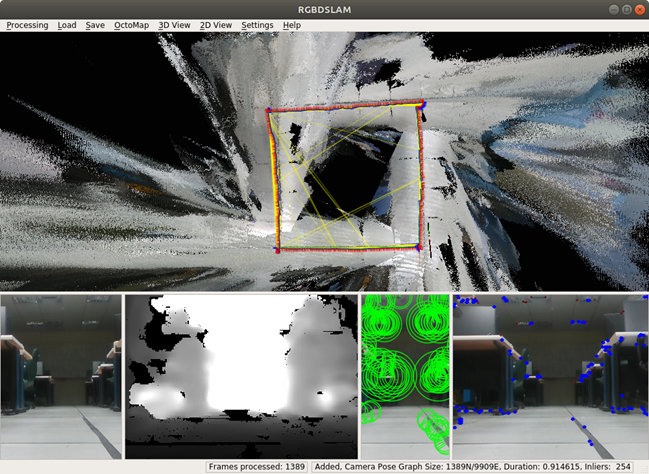 RGBDSLAM
Processing Load Save OctoMap 3D View 2D View Settings Help
Frames processed: 1389 Added, Camera Pose Graph Size: 1389N/9909E, Duration: 0.914615, Inliers: 254